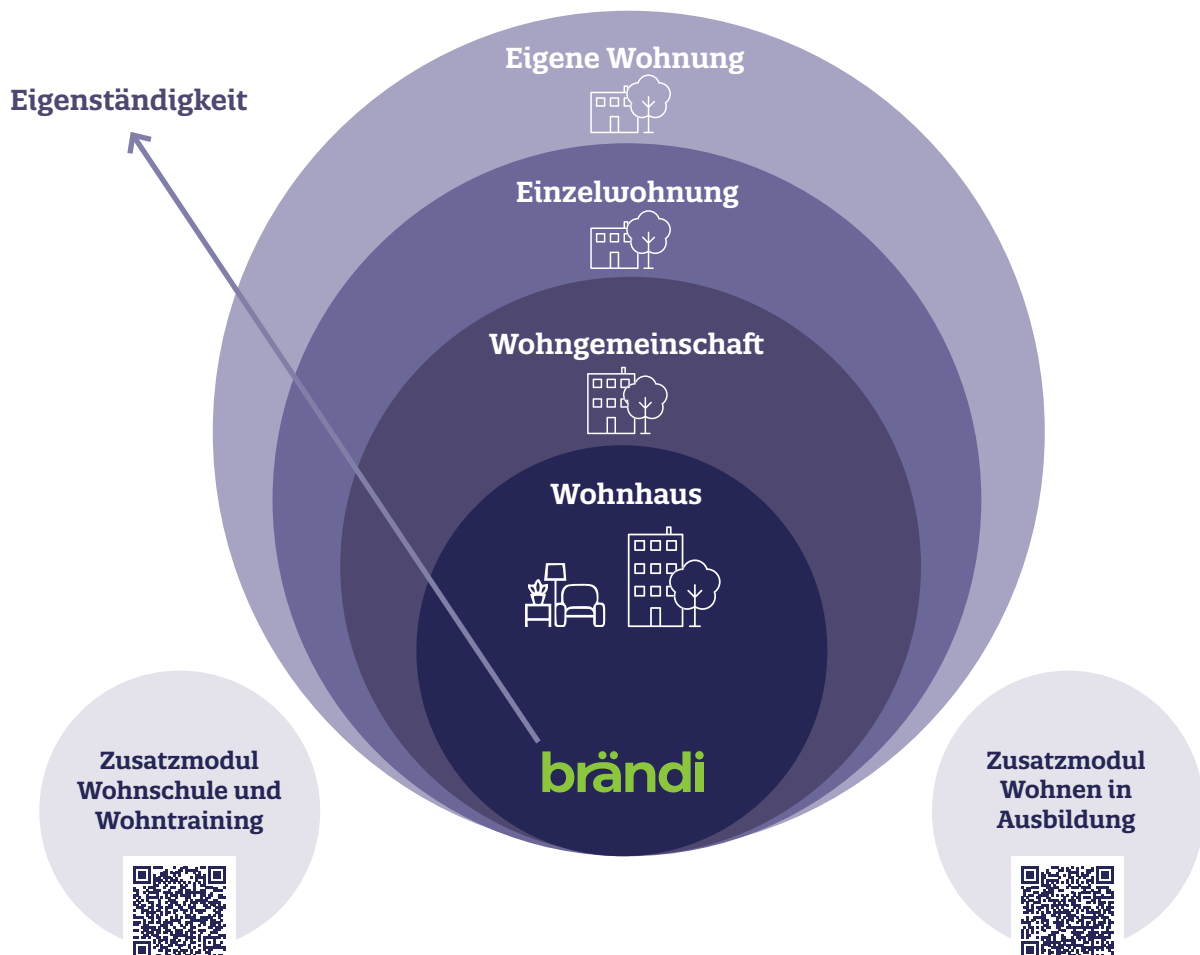 Eigene Wohnung
Eigenständigkeit
Einzelwohnung
Wohngemeinschaft
Wohnhaus
brändi
Zusatzmodul
Wohnschule und
Wohntraining
Zusatzmodul
Wohnen in
Ausbildung